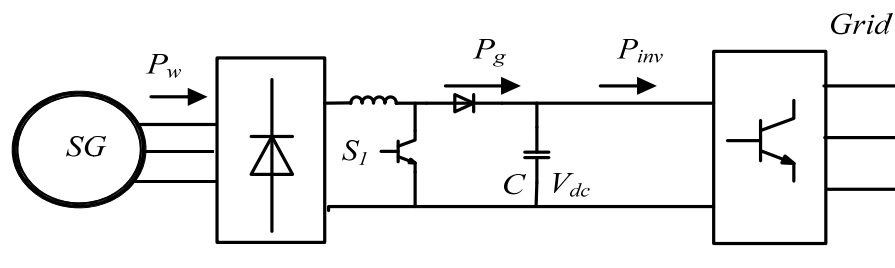 Grid
P_w
P_g
P_inv
SG
S_1
C
V_dc